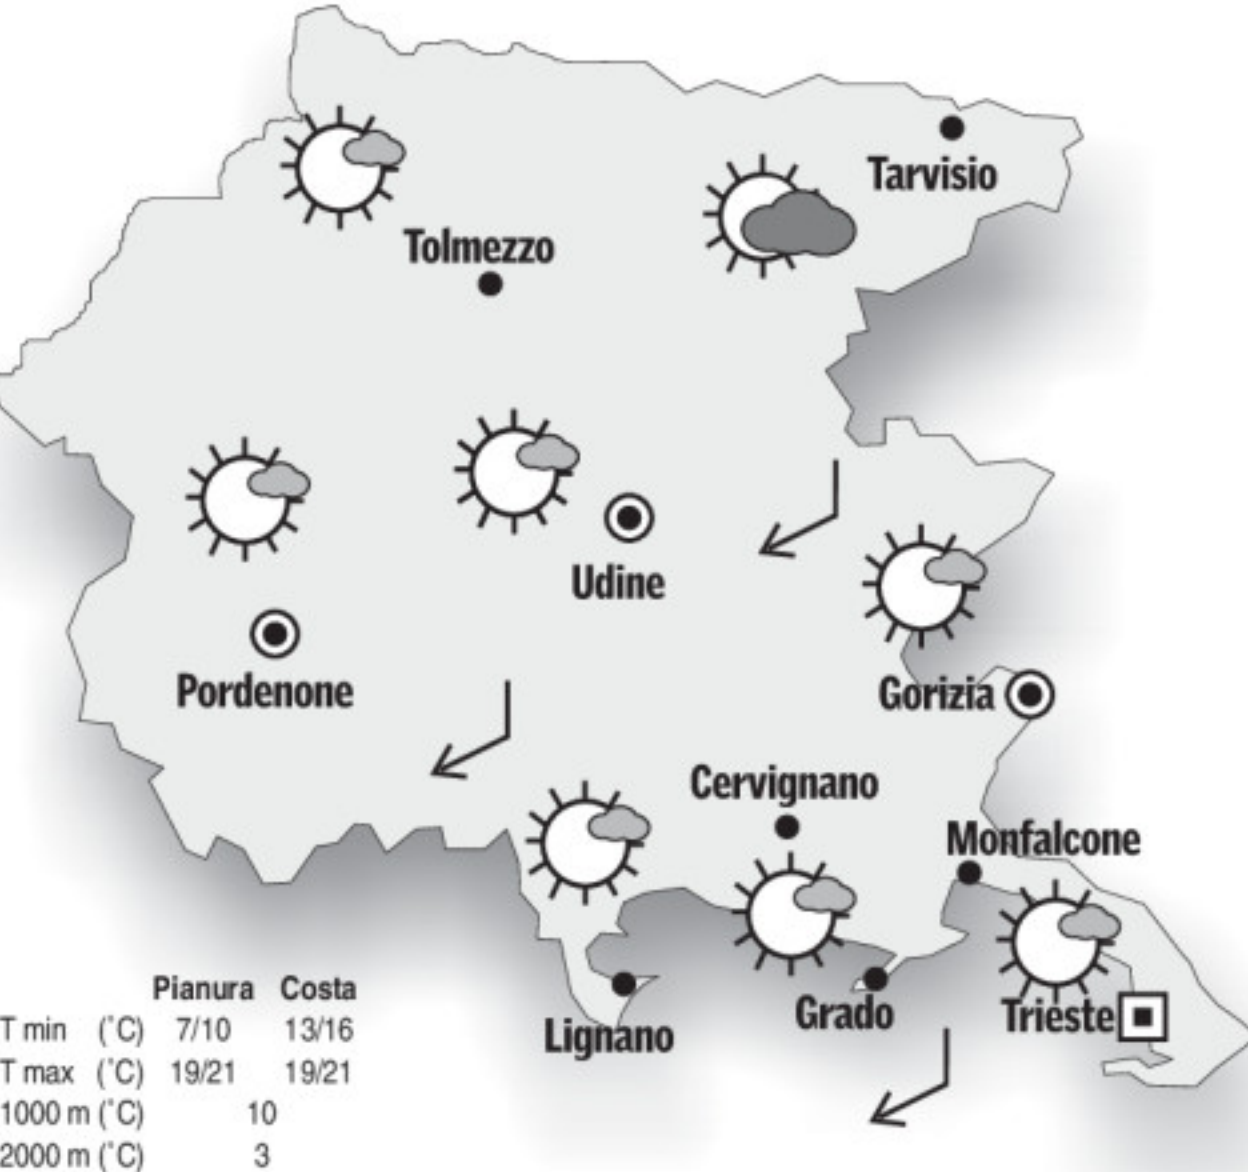 Tarvisio
Tolmezzo
Udine
Pordenone
Gorizia
Cervignano
Monfalcone
Grado
Trieste
Lignano
Pianura Costa
T min (°C) 7/10 13/16
T max (°C) 19/21 19/21
1000 m (°C) 10
2000 m (°C) 3